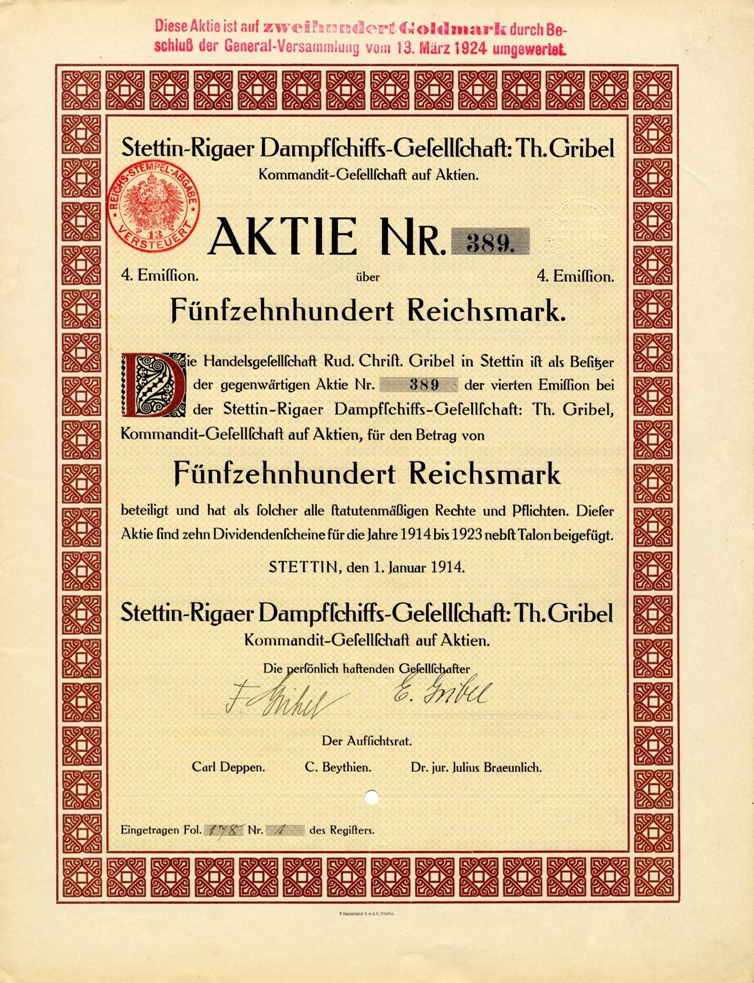 Diese Aktie ist auf zweihundert Goldmark durch Be-
schluß der General-Versammlung vom 13. März 1924 umgewertet.
Stettin-Rigaer Dampfſchiffs-Geſellſchaft: Th. Gribel
Kommandit-Geſellſchaft auf Aktien.
REICHS-STEMPEL-ABGABE
13
VERSTEUERT
AKTIE NR. 389.
4. Emiſſion. über 4. Emiſſion.
Fünfzehnhundert Reichsmark.
Die Handelsgeſellſchaft Rud. Chriſt. Gribel in Stettin iſt als Beſitzer
der gegenwärtigen Aktie Nr. 389 der vierten Emiſſion bei
der Stettin-Rigaer Dampfſchiffs-Geſellſchaft: Th. Gribel,
Kommandit-Geſellſchaft auf Aktien, für den Betrag von
Fünfzehnhundert Reichsmark
beteiligt und hat als ſolcher alle ſtatutenmäßigen Rechte und Pflichten. Dieſer
Aktie ſind zehn Dividendenſcheine für die Jahre 1914 bis 1923 nebſt Talon beigefügt.
STETTIN, den 1. Januar 1914.
Stettin-Rigaer Dampfſchiffs-Geſellſchaft: Th. Gribel
Kommandit-Geſellſchaft auf Aktien.
Die perſönlich haftenden Geſellſchafter
F. Gribel E. Gribel
Der Aufſichtsrat.
Carl Deppen. C. Beythien. Dr. jur. Julius Braeunlich.
Eingetragen Fol. 178 Nr. 1 des Regiſters.
F. Hessenland G.m.b.H., Stettin.